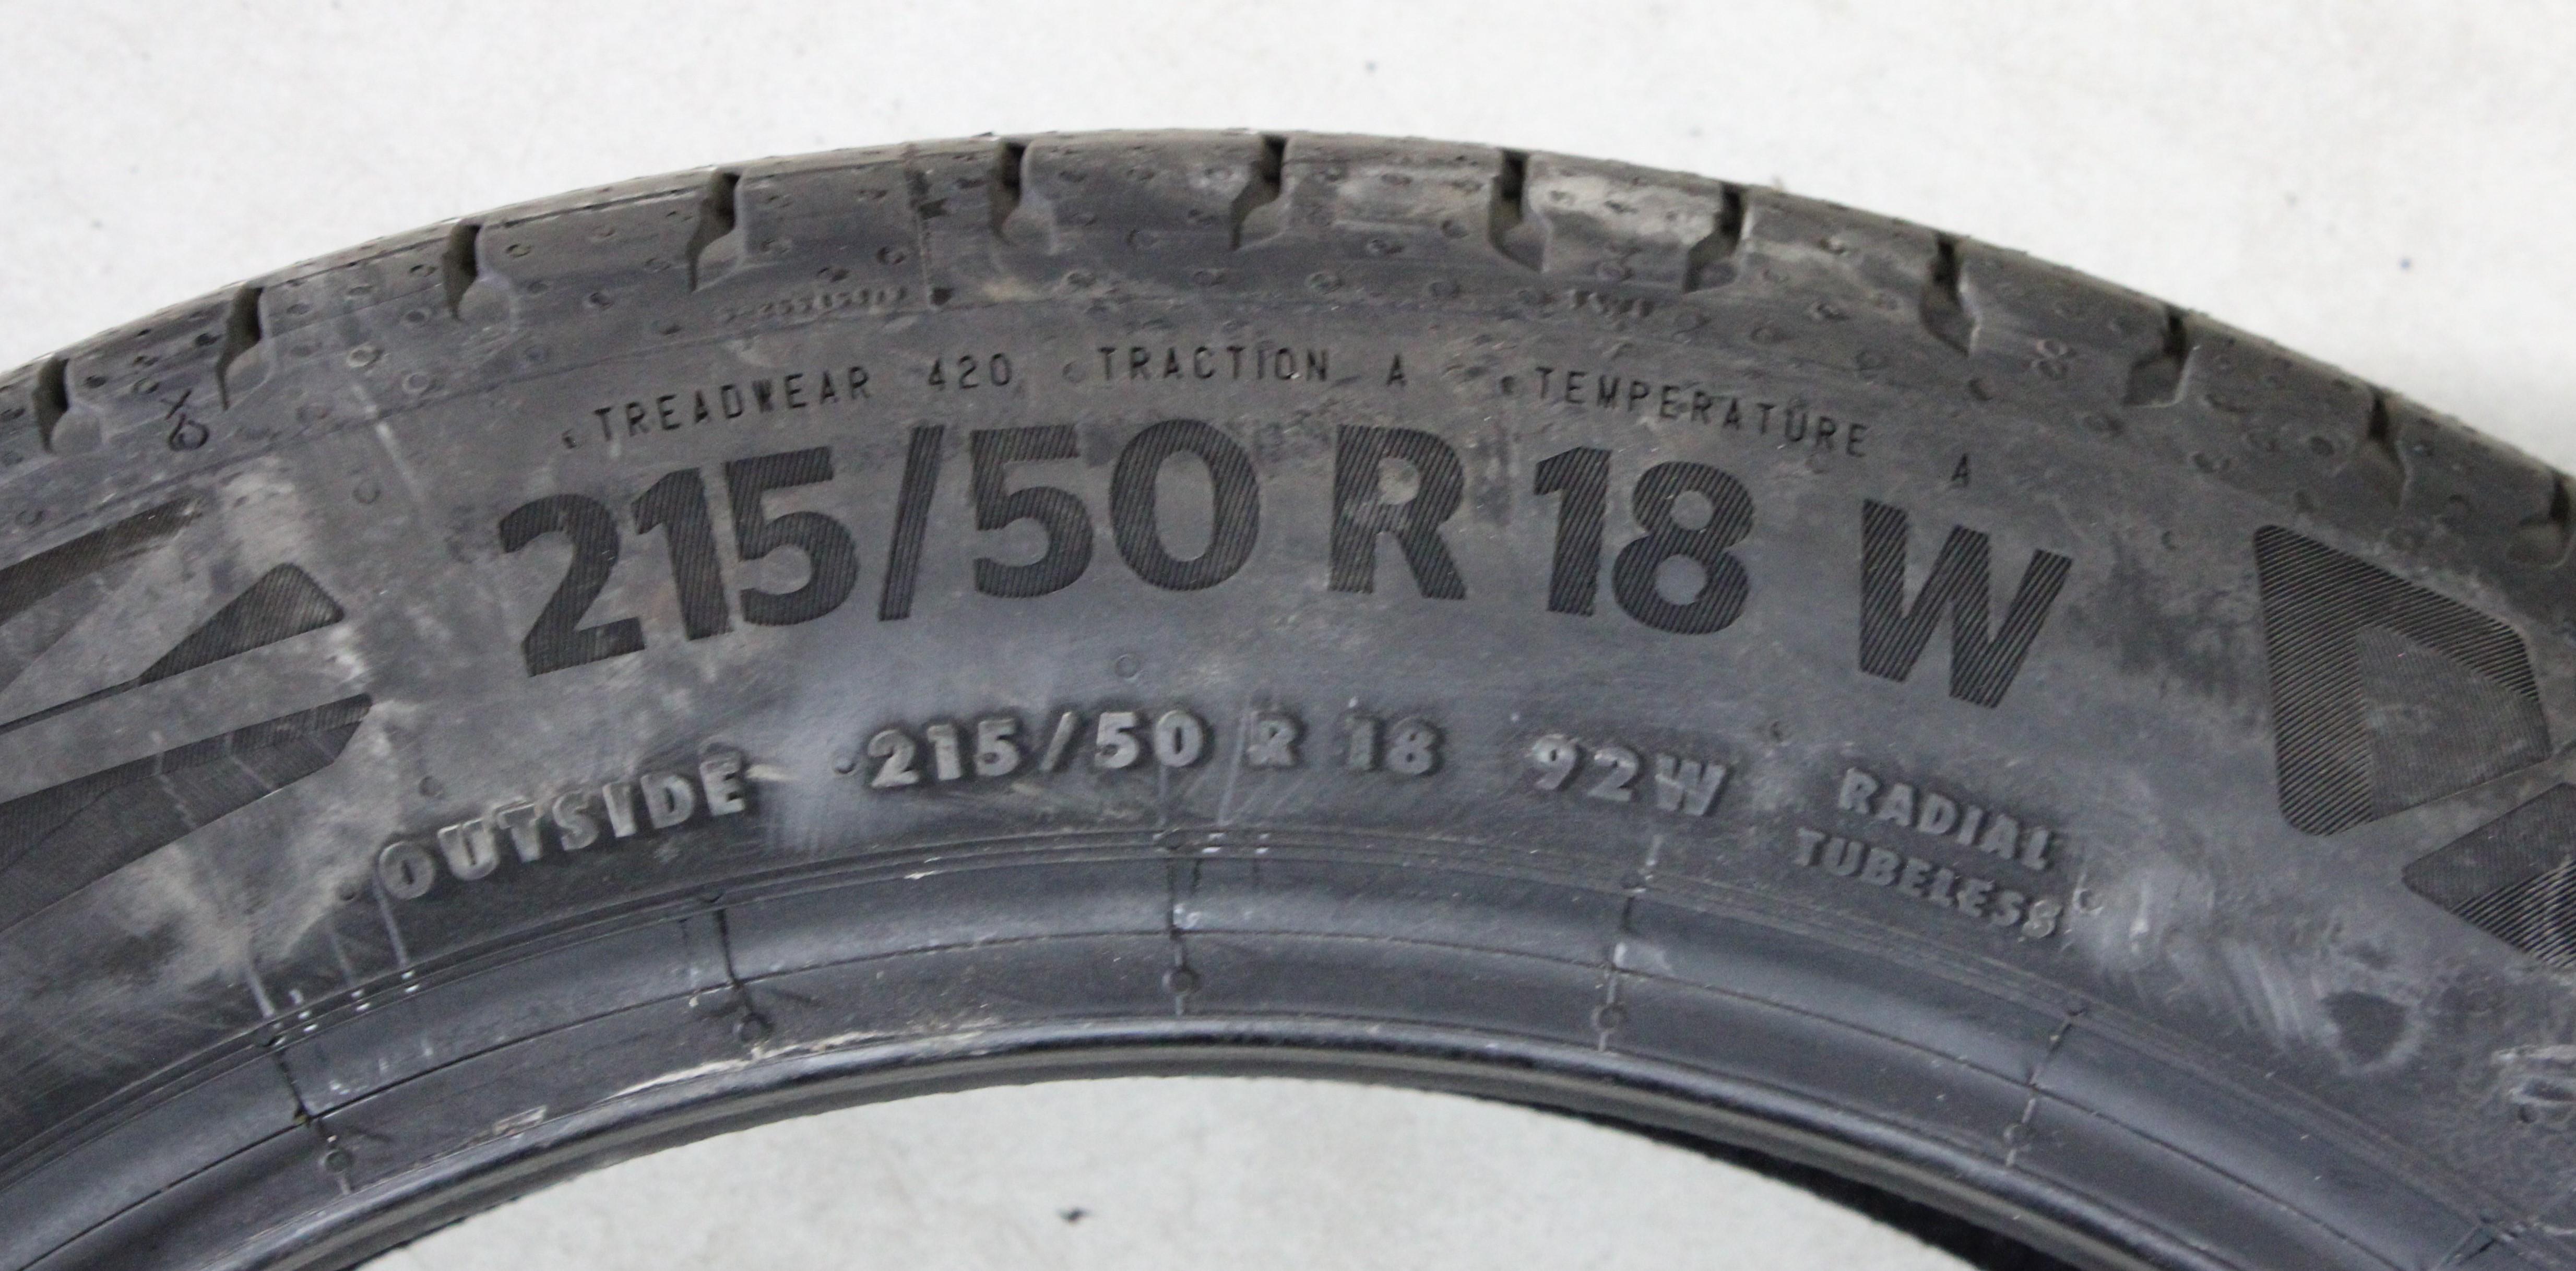 TREADWEAR 420 TRACTION A TEMPERATURE A
215/50 R 18 W
OUTSIDE 215/50 R 18 92W RADIAL
TUBELESS